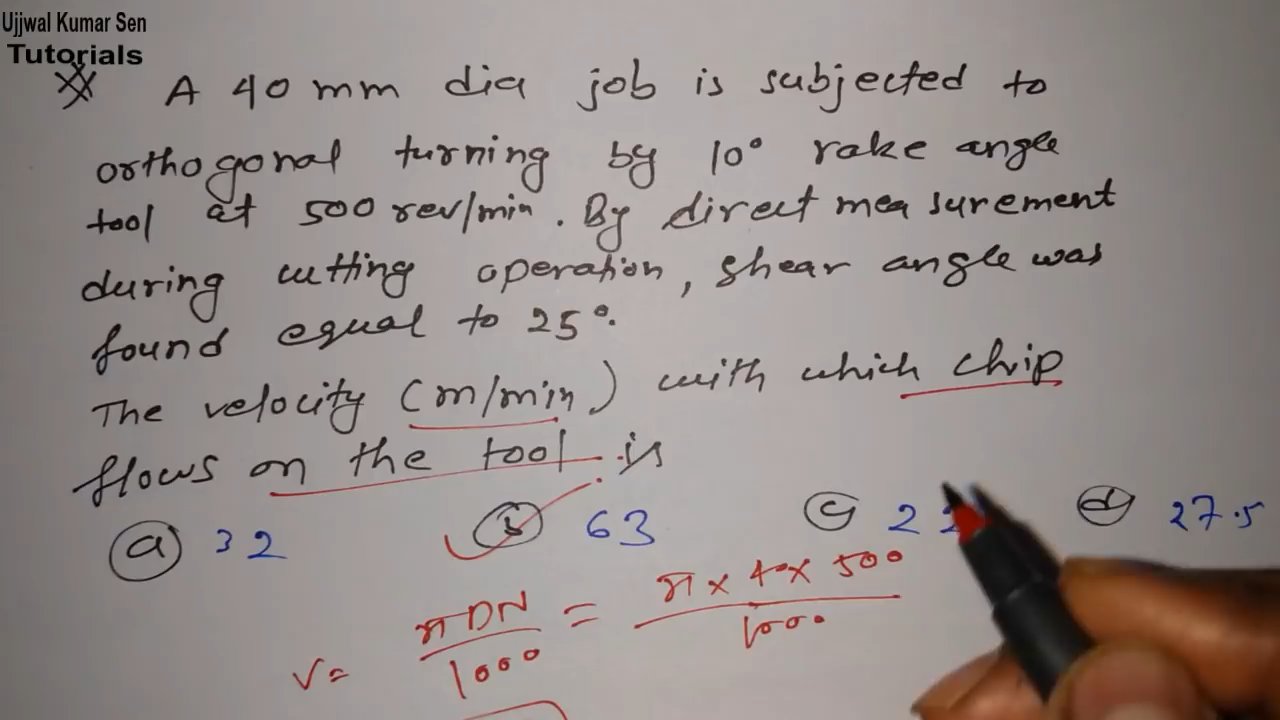 Ujjwal Kumar Sen
Tutorials
A 40 mm dia job is subjected to
orthogonal turning by 10° rake angle
tool at 500 rev/min. By direct measurement
during cutting operation, shear angle was
found equal to 25°.
The velocity (m/min) with which chip
flows on the tool is
(a) 32 (b) 63 (c) (d) 27.5
V = πDN/1000 = π × 40 × 500/1000